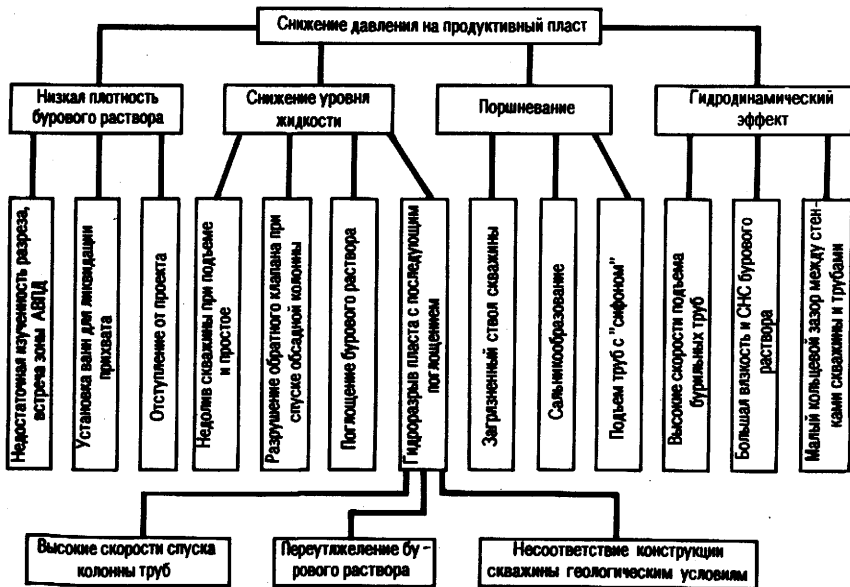 Снижение давления на продуктивный пласт
Низкая плотность
бурового раствора
Снижение уровня
жидкости
Поршневание
Гидродинамический
эффект
Недостаточная изученность разреза,
встреча зоны АВПД
Установка ванн для ликвидации
прихвата
Отступление от проекта
Недолив скважины при подъеме
и простое
Разрушение обратного клапана при
спуске обсадной колонны
Поглощение бурового раствора
Гидроразрыв пласта с последующим
поглощением
Загрязненный ствол скважины
Сальникообразование
Подъем труб с "сифоном"
Высокие скорости подъема
бурильных труб
Большая вязкость и СНС бурового
раствора
Малый кольцевой зазор между стен-
ками скважины и трубами
Высокие скорости спуска
колонны труб
Переутяжеление бу-
рового раствора
Несоответствие конструкции
скважины геологическим условиям